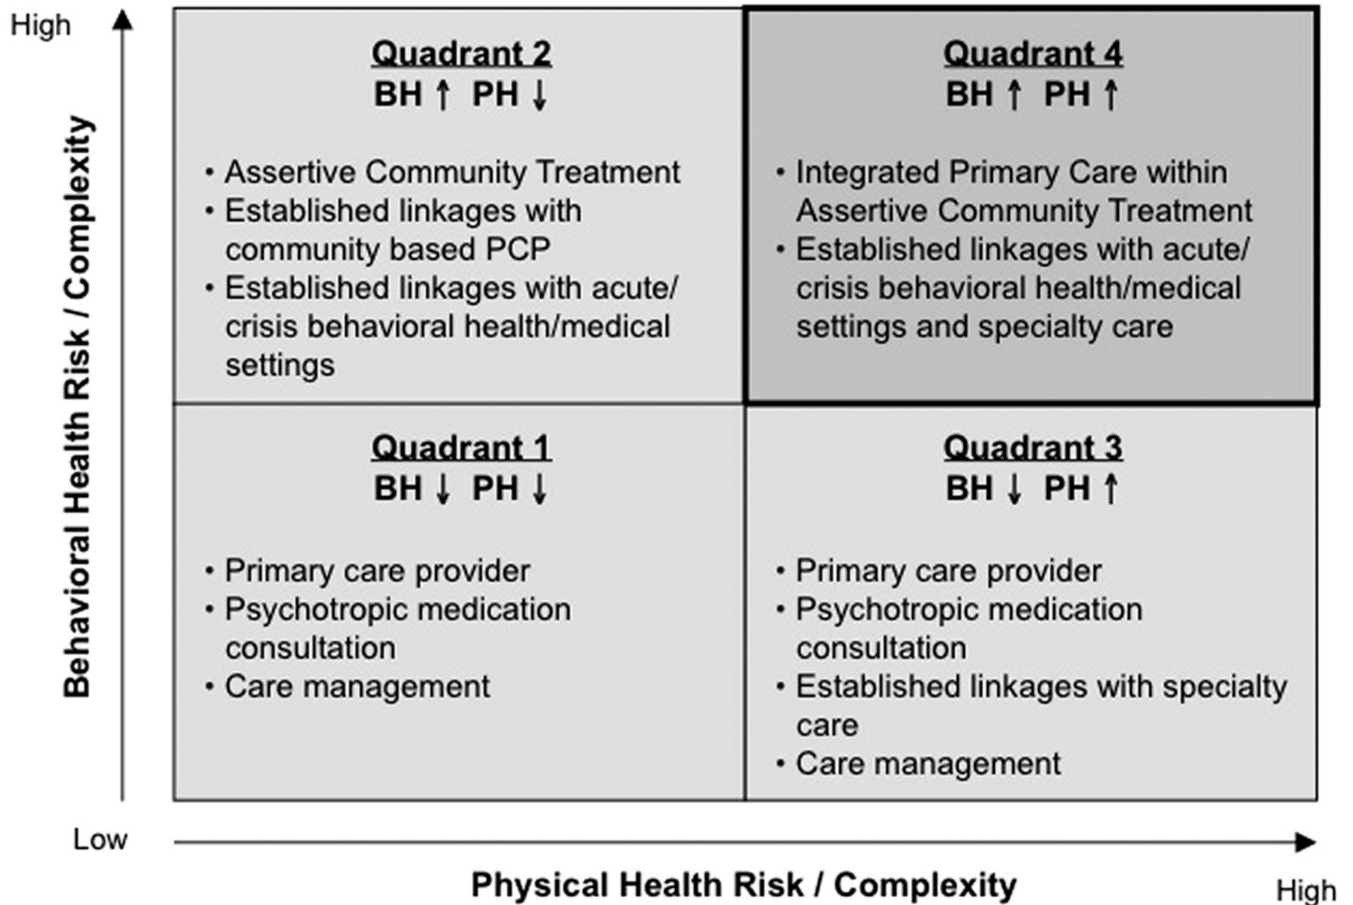 High
Behavioral Health Risk / Complexity
Quadrant 2
BH ↑ PH ↓
• Assertive Community Treatment
• Established linkages with
community based PCP
• Established linkages with acute/
crisis behavioral health/medical
settings
Quadrant 4
BH ↑ PH ↑
• Integrated Primary Care within
Assertive Community Treatment
• Established linkages with acute/
crisis behavioral health/medical
settings and specialty care
Quadrant 1
BH ↓ PH ↓
• Primary care provider
• Psychotropic medication
consultation
• Care management
Quadrant 3
BH ↓ PH ↑
• Primary care provider
• Psychotropic medication
consultation
• Established linkages with specialty
care
• Care management
Low
Physical Health Risk / Complexity
High